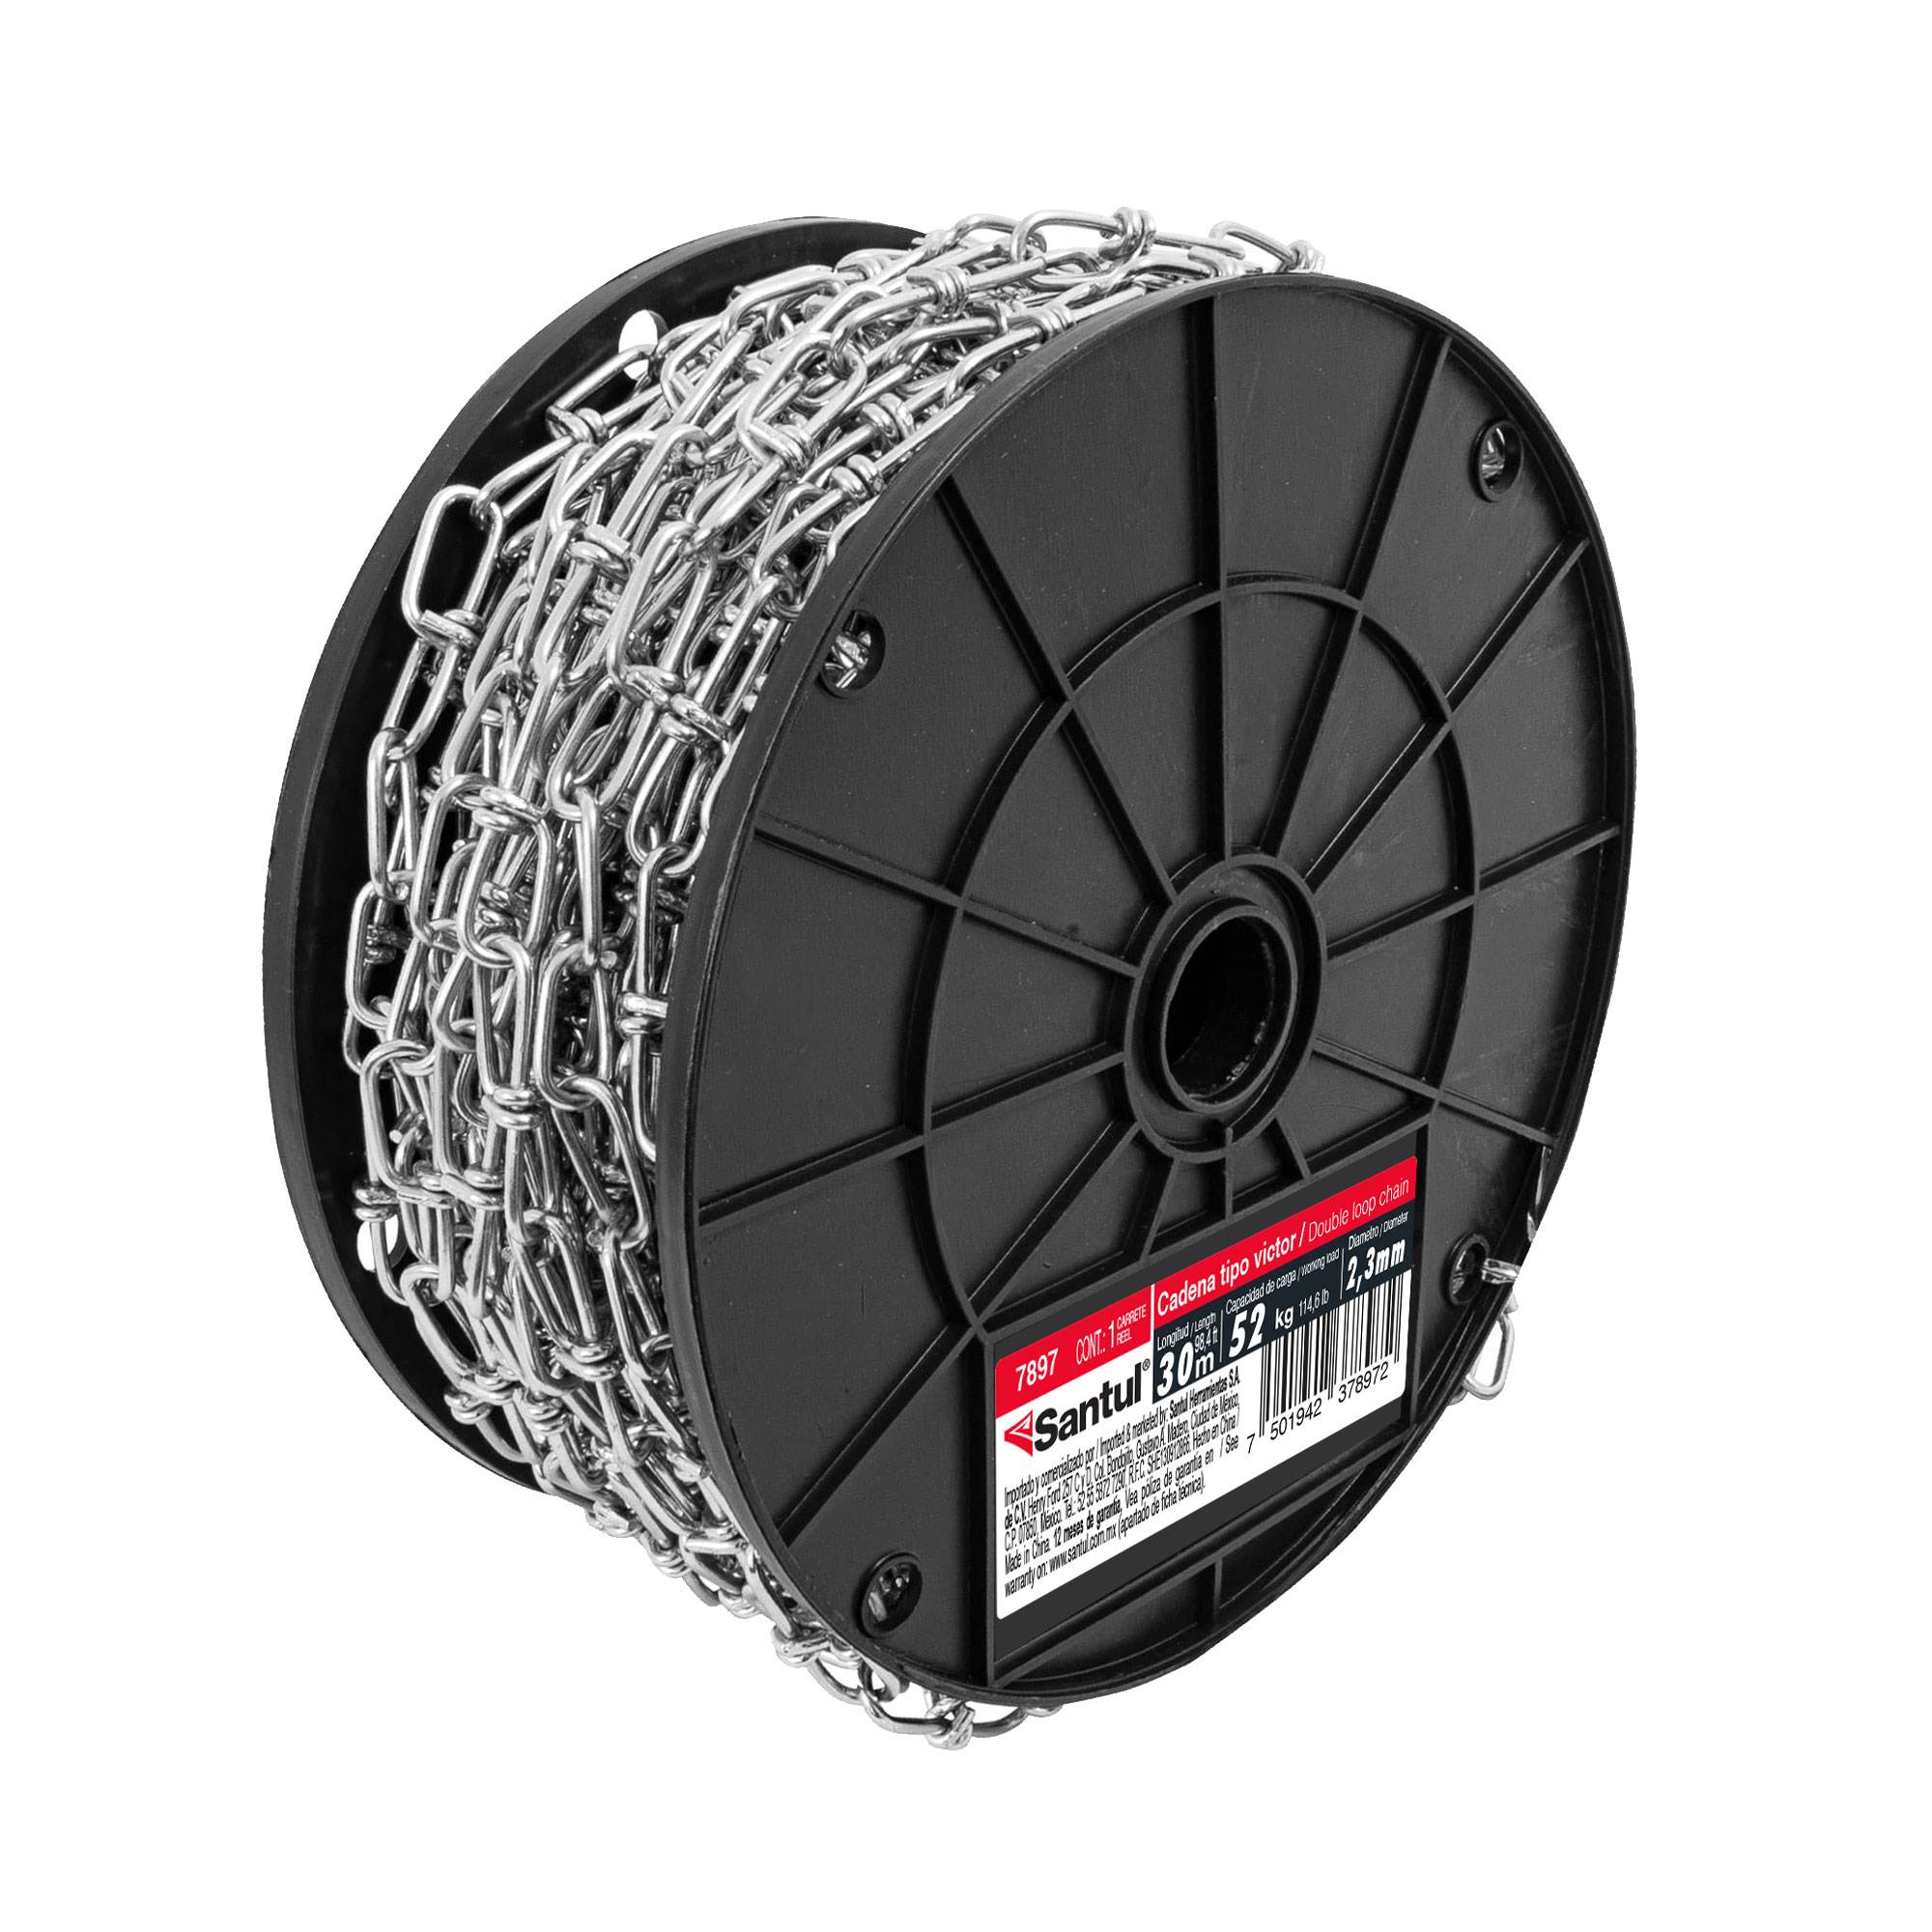 7897 CONT.: 1 CARRETE REEL
Cadena tipo victor / Double loop chain
Santul®
Longitud / Length
30m 98,4 ft
Capacidad de carga / Working load
52 kg 114,6 lb
Diametro / Diameter
2,3mm
Importado y comercializado por / Imported & marketed by: Santul Herramientas S.A.
de C.V. Henry Ford 257 C y D, Col. Bondojito, Gustavo A. Madero, Ciudad de México,
C.P. 07850, México. Tel.: 52 55 5872 7290, R.F.C. SHE130912866. Hecho en China /
Made in China. 12 meses de garantía. Vea póliza de garantía en / See
warranty on: www.santul.com.mx (apartado de ficha técnica).
7 501942 378972